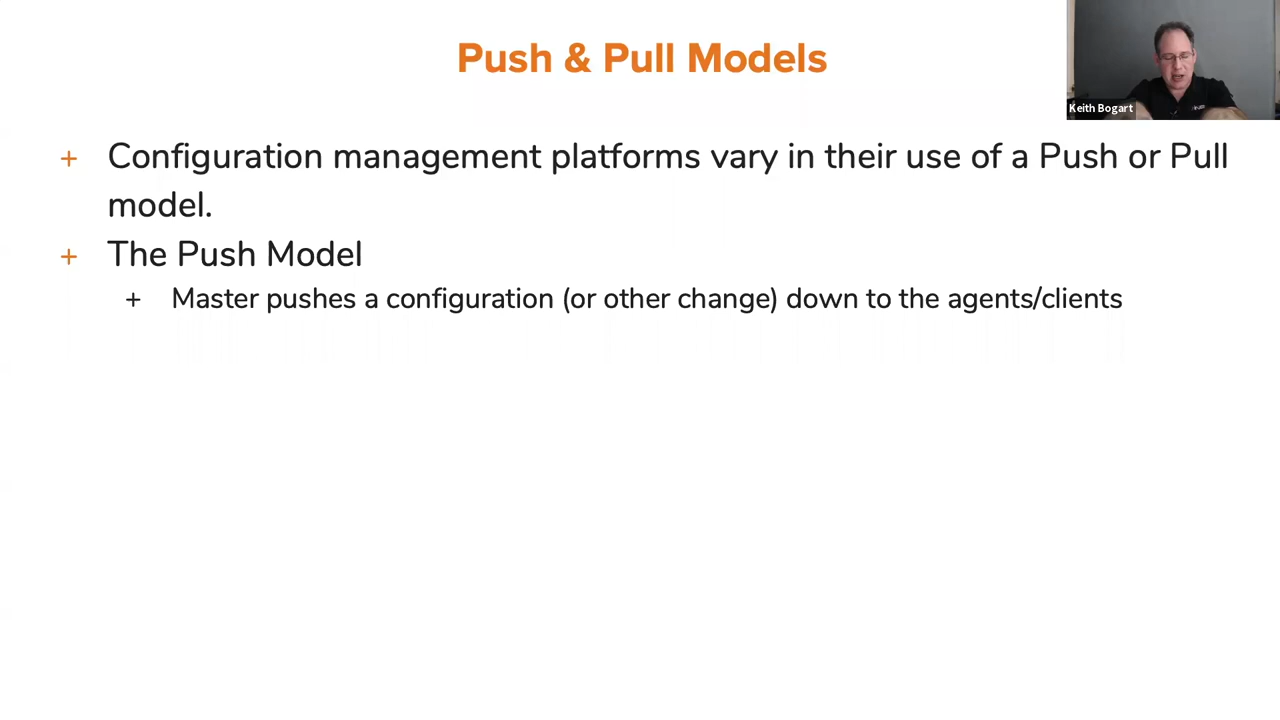 Push & Pull Models
Keith Bogart
+ Configuration management platforms vary in their use of a Push or Pull
model.
+ The Push Model
+ Master pushes a configuration (or other change) down to the agents/clients